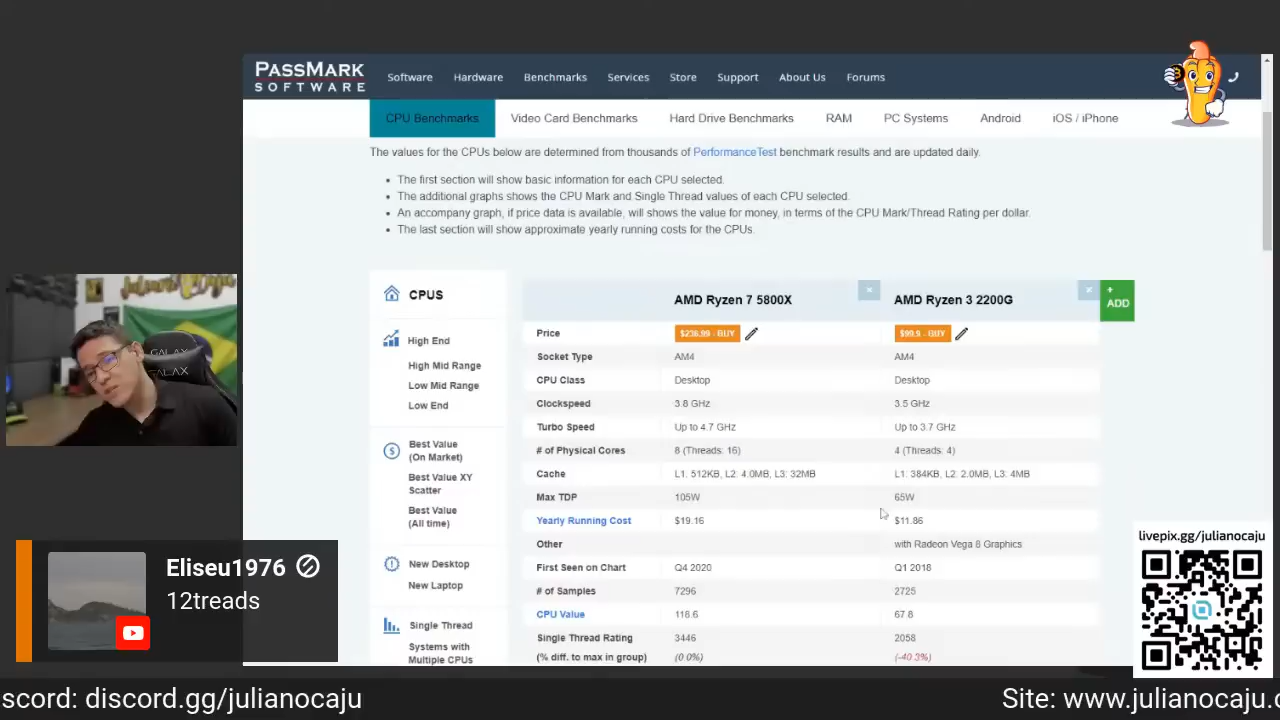 PASSMARK
SOFTWARE
Software Hardware Benchmarks Services Store Support About Us Forums
CPU Benchmarks Video Card Benchmarks Hard Drive Benchmarks RAM PC Systems Android iOS / iPhone
The values for the CPUs below are determined from thousands of PerformanceTest benchmark results and are updated daily.
• The first section will show basic information for each CPU selected.
• The additional graphs shows the CPU Mark and Single Thread values of each CPU selected.
• An accompany graph, if price data is available, will shows the value for money, in terms of the CPU Mark/Thread Rating per dollar.
• The last section will show approximate yearly running costs for the CPUs.
CPUS
High End
High Mid Range
Low Mid Range
Low End
Best Value
(On Market)
Best Value XY
Scatter
Best Value
(All time)
New Desktop
New Laptop
Single Thread
Systems with
Multiple CPUs
AMD Ryzen 7 5800X AMD Ryzen 3 2200G
+
ADD
Price $236.99 - BUY $99.9 - BUY
Socket Type AM4 AM4
CPU Class Desktop Desktop
Clockspeed 3.8 GHz 3.5 GHz
Turbo Speed Up to 4.7 GHz Up to 3.7 GHz
# of Physical Cores 8 (Threads: 16) 4 (Threads: 4)
Cache L1: 512KB, L2: 4.0MB, L3: 32MB L1: 384KB, L2: 2.0MB, L3: 4MB
Max TDP 105W 65W
Yearly Running Cost $19.16 $11.86
Other with Radeon Vega 8 Graphics
First Seen on Chart Q4 2020 Q1 2018
# of Samples 7296 2725
CPU Value 118.6 67.8
Single Thread Rating 3446 2058
(% diff. to max in group) (0.0%) (-40.3%)
GALAX
GALAX
Eliseu1976
12treads
livepix.gg/julianocaju
scord: discord.gg/julianocaju
Site: www.julianocaju.c